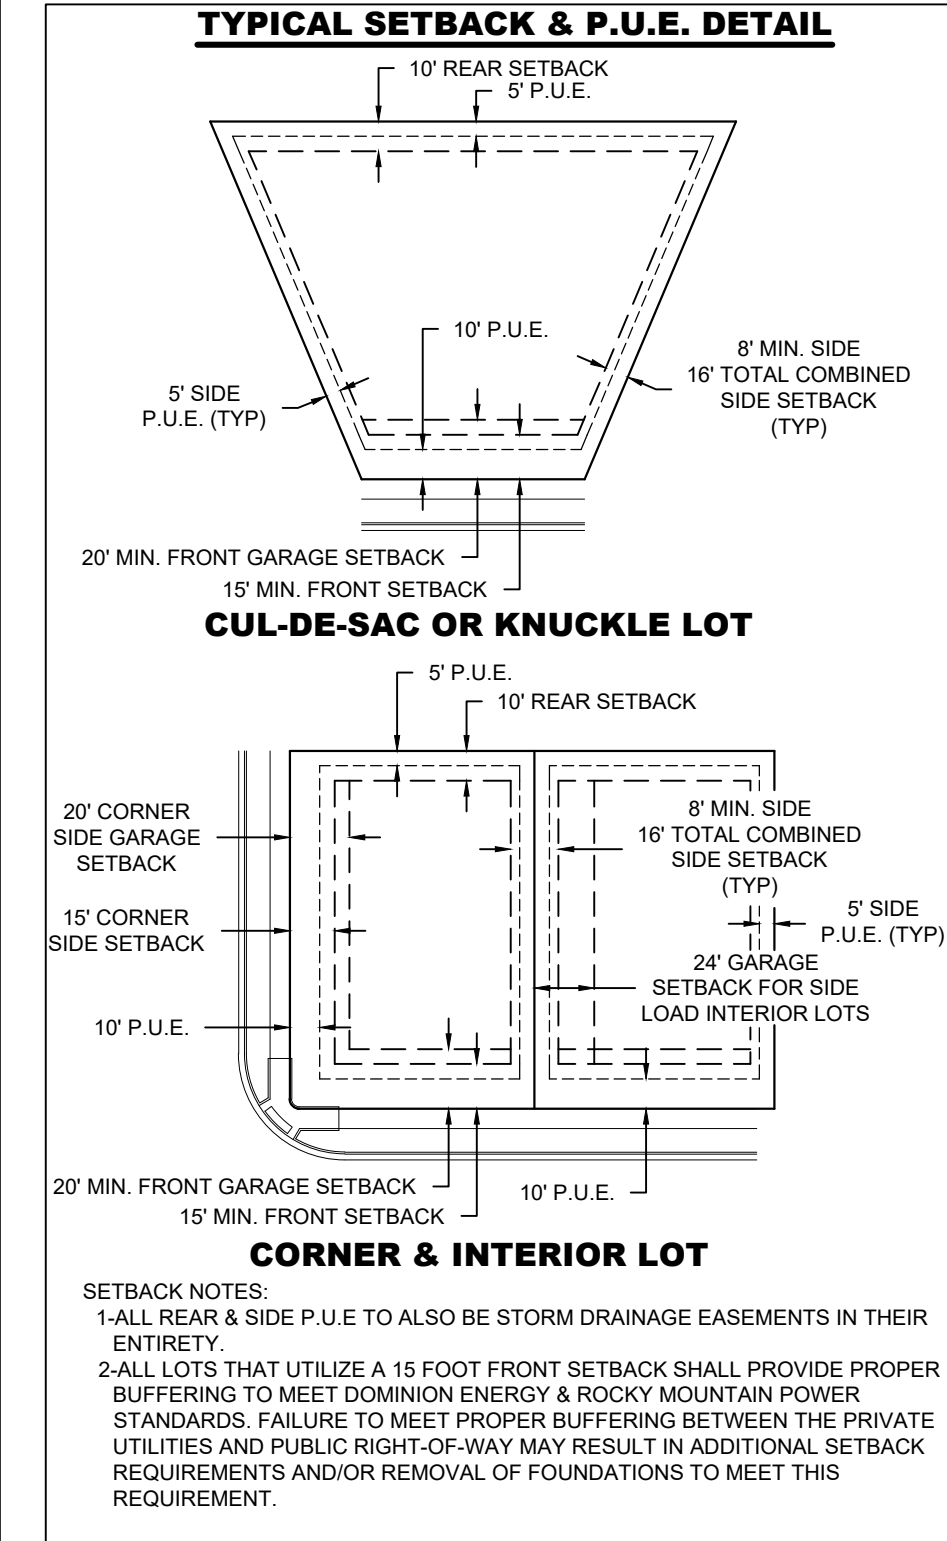 TYPICAL SETBACK & P.U.E. DETAIL
10' REAR SETBACK
5' P.U.E.
10' P.U.E.
8' MIN. SIDE
16' TOTAL COMBINED
SIDE SETBACK
(TYP)
5' SIDE
P.U.E. (TYP)
20' MIN. FRONT GARAGE SETBACK
15' MIN. FRONT SETBACK
CUL-DE-SAC OR KNUCKLE LOT
5' P.U.E.
10' REAR SETBACK
20' CORNER
SIDE GARAGE
SETBACK
8' MIN. SIDE
16' TOTAL COMBINED
SIDE SETBACK
(TYP)
15' CORNER
SIDE SETBACK
5' SIDE
P.U.E. (TYP)
24' GARAGE
SETBACK FOR SIDE
LOAD INTERIOR LOTS
10' P.U.E.
20' MIN. FRONT GARAGE SETBACK
10' P.U.E.
15' MIN. FRONT SETBACK
CORNER & INTERIOR LOT
SETBACK NOTES:
1-ALL REAR & SIDE P.U.E TO ALSO BE STORM DRAINAGE EASEMENTS IN THEIR
ENTIRETY.
2-ALL LOTS THAT UTILIZE A 15 FOOT FRONT SETBACK SHALL PROVIDE PROPER
BUFFERING TO MEET DOMINION ENERGY & ROCKY MOUNTAIN POWER
STANDARDS. FAILURE TO MEET PROPER BUFFERING BETWEEN THE PRIVATE
UTILITIES AND PUBLIC RIGHT-OF-WAY MAY RESULT IN ADDITIONAL SETBACK
REQUIREMENTS AND/OR REMOVAL OF FOUNDATIONS TO MEET THIS
REQUIREMENT.